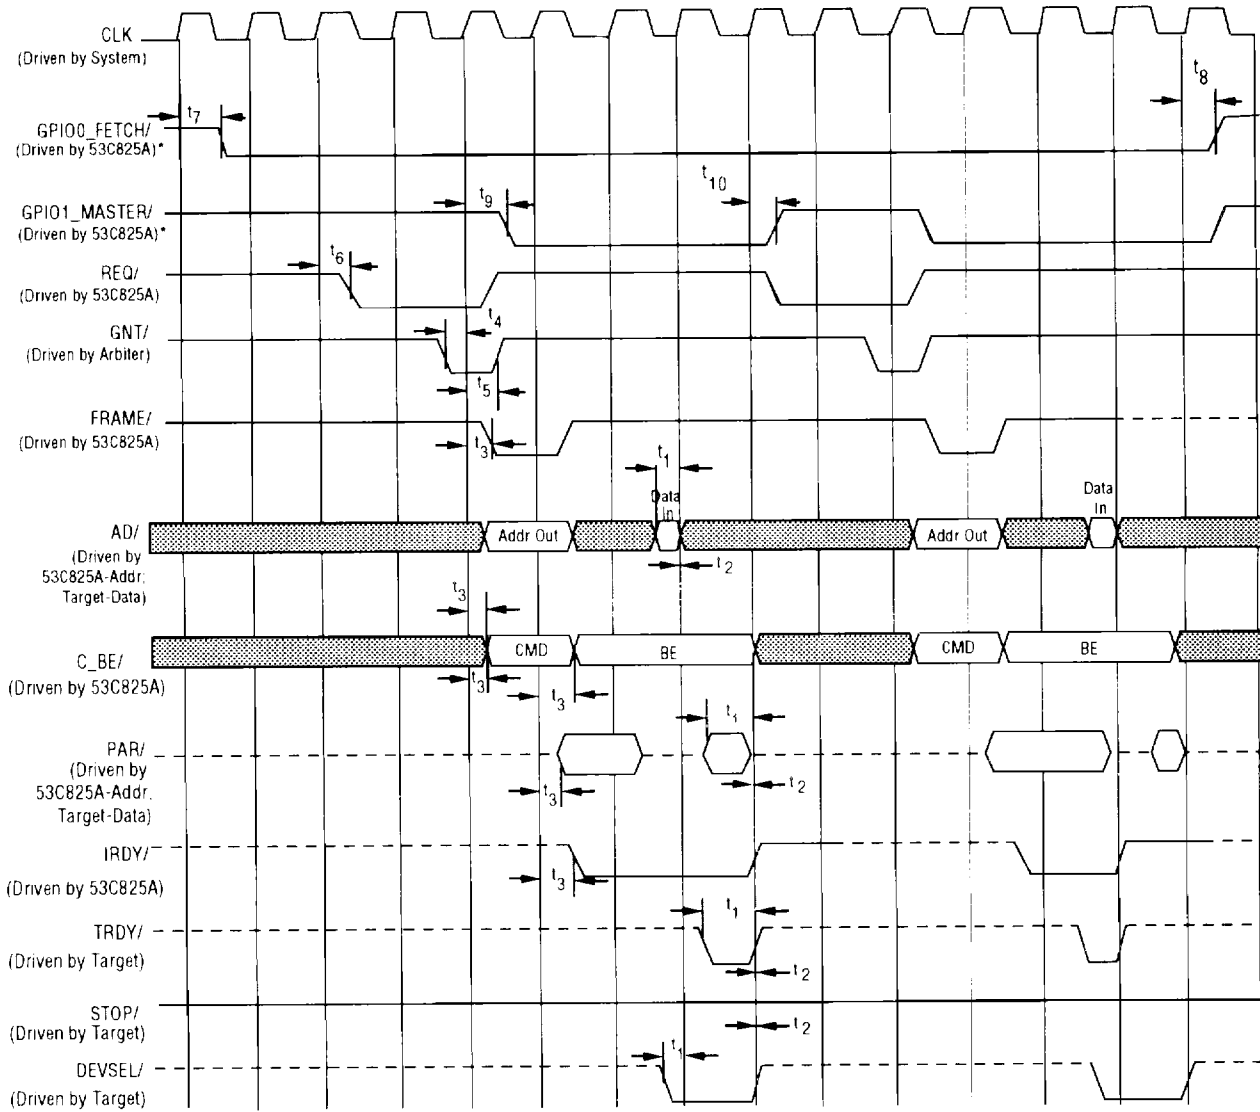 CLK
(Driven by System)
t8
t7
GPIO0_FETCH/
(Driven by 53C825A)*
t10
t9
GPIO1_MASTER/
(Driven by 53C825A)*
t6
REQ/
(Driven by 53C825A)
t4
GNT/
(Driven by Arbiter)
t5
FRAME/
(Driven by 53C825A)
t3
t1
Data
In
Data
In
AD/
Addr Out
Addr Out
(Driven by
53C825A-Addr;
Target-Data)
t2
t3
CMD
BE
CMD
BE
C_BE/
(Driven by 53C825A)
t3
t3
t1
PAR/
(Driven by
53C825A-Addr;
Target-Data)
t3
t2
IRDY/
(Driven by 53C825A)
t3
t1
TRDY/
(Driven by Target)
t2
STOP/
(Driven by Target)
t2
t1
DEVSEL/
(Driven by Target)